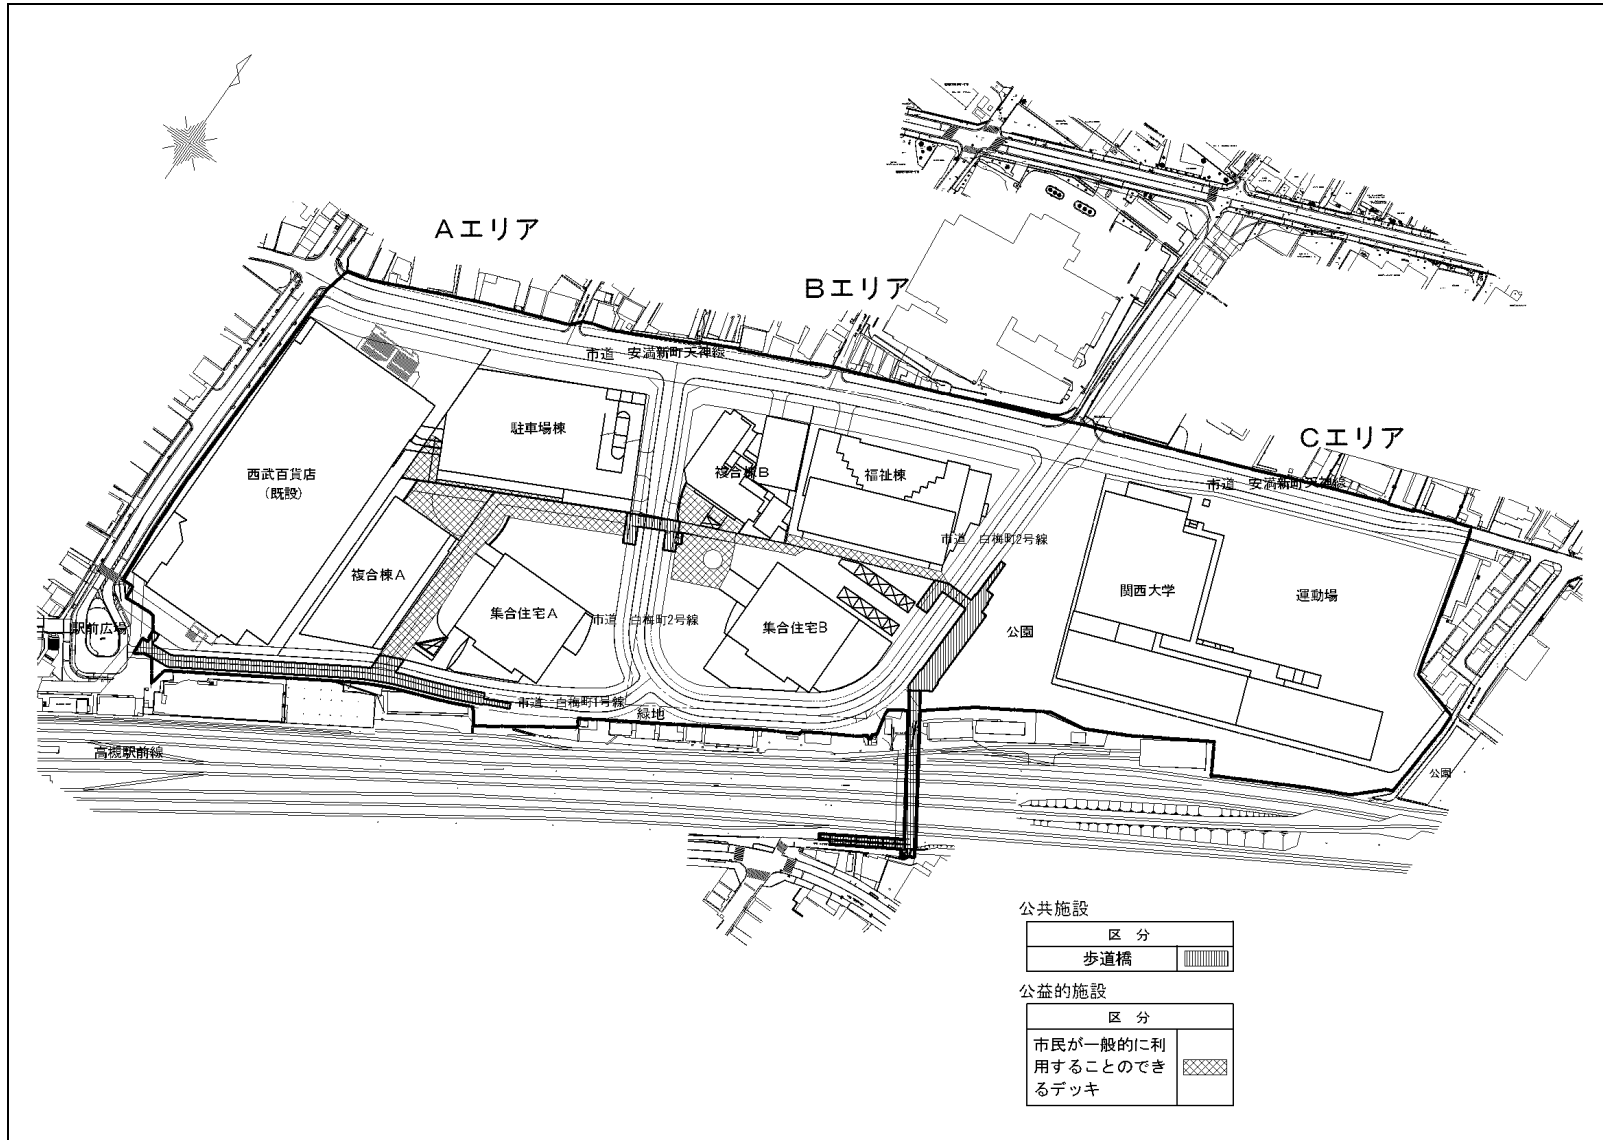 Aエリア
Bエリア
Cエリア
市道 安満新町天神線
駐車場棟
西武百貨店
(既設)
複合棟B
福祉棟
市道 安満新町天神線
市道 白梅町2号線
複合棟A
関西大学
運動場
集合住宅A
市道 白梅町2号線
集合住宅B
公園
駅前広場
市道 白梅町1号線
緑地
高槻駅前線
公園
公共施設
区 分
歩道橋
公益的施設
区 分
市民が一般的に利
用することのでき
るデッキ